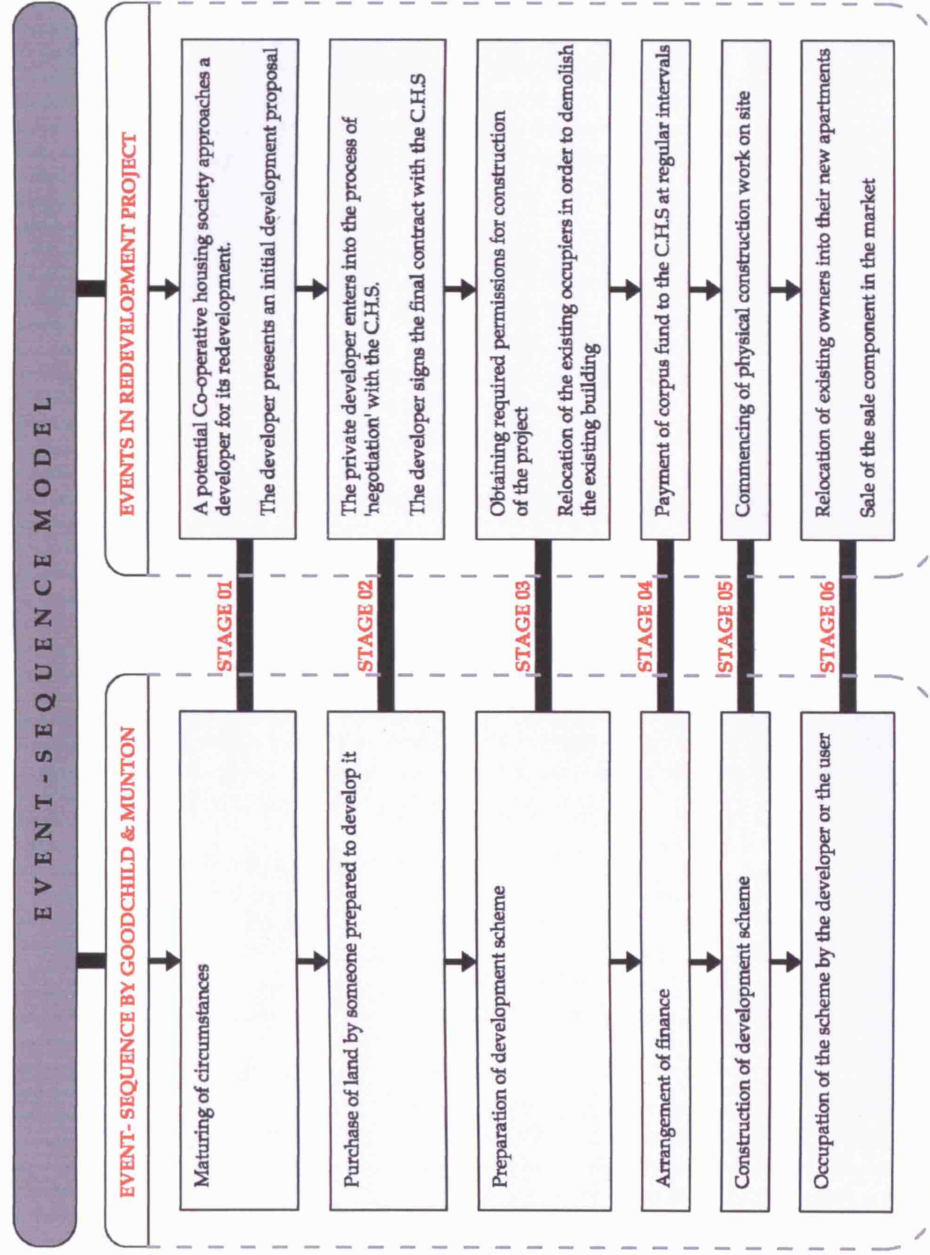 EVENT-SEQUENCE MODEL
EVENT- SEQUENCE BY GOODCHILD & MUNTON
EVENTS IN REDEVELOPMENT PROJECT
Maturing of circumstances
STAGE 01
A potential Co-operative housing society approaches a
developer for its redevelopment.
The developer presents an initial development proposal
Purchase of land by someone prepared to develop it
STAGE 02
The private developer enters into the process of
'negotiation' with the C.H.S.
The developer signs the final contract with the C.H.S
Preparation of development scheme
STAGE 03
Obtaining required permissions for construction
of the project
Relocation of the existing occupiers in order to demolish
the existing building
Arrangement of finance
STAGE 04
Payment of corpus fund to the C.H.S at regular intervals
Construction of development scheme
STAGE 05
Commencing of physical construction work on site
Occupation of the scheme by the developer or the user
STAGE 06
Relocation of existing owners into their new apartments
Sale of the sale component in the market